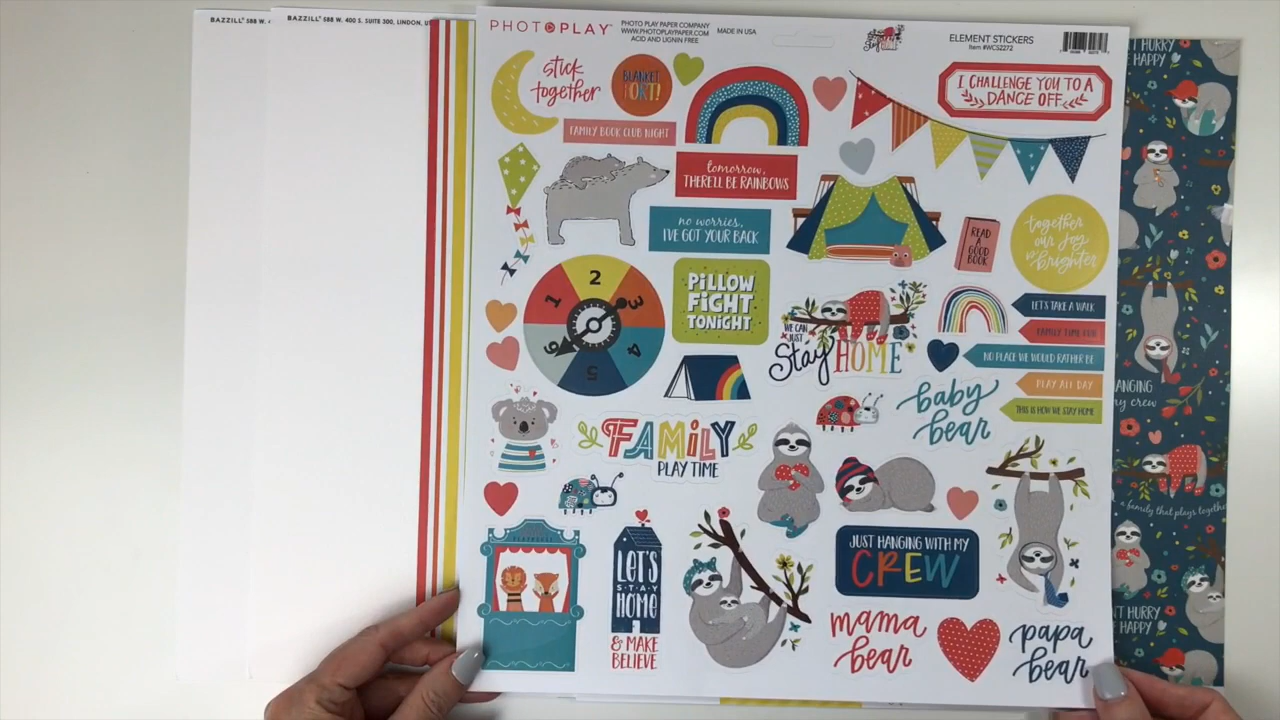 BAZZILL 588 W. 4
BAZZILL 588 W. 400 S. SUITE 300, LINDON, U
PHOTOPLAY
PHOTO PLAY PAPER COMPANY
WWW.PHOTOPLAYPAPER.COM
ACID AND LIGNIN FREE
MADE IN USA
ELEMENT STICKERS
Item #WCSZ272
stick
together
BLANKET
FORT!
I CHALLENGE YOU TO A
DANCE OFF
FAMILY BOOK CLUB NIGHT
tomorrow,
THERE'LL BE RAINBOWS
no worries,
I'VE GOT YOUR BACK
READ
A
GOOD
BOOK
together
our joy
is brighter
1
2
3
4
5
6
PILLOW
FIGHT
TONIGHT
WE CAN
JUST
Stay HOME
LET'S TAKE A WALK
FAMILY TIME FUN
NO PLACE WE WOULD RATHER BE
PLAY ALL DAY
THIS IS HOW WE STAY HOME
baby
bear
FAMILY
PLAY TIME
LET'S
STAY
HOME
& MAKE
BELIEVE
JUST HANGING WITH MY
CREW
mama
bear
papa
bear
'T HURRY
E HAPPY
ANGING
y crew
a family that plays togethe
'T HURRY
E HAPPY